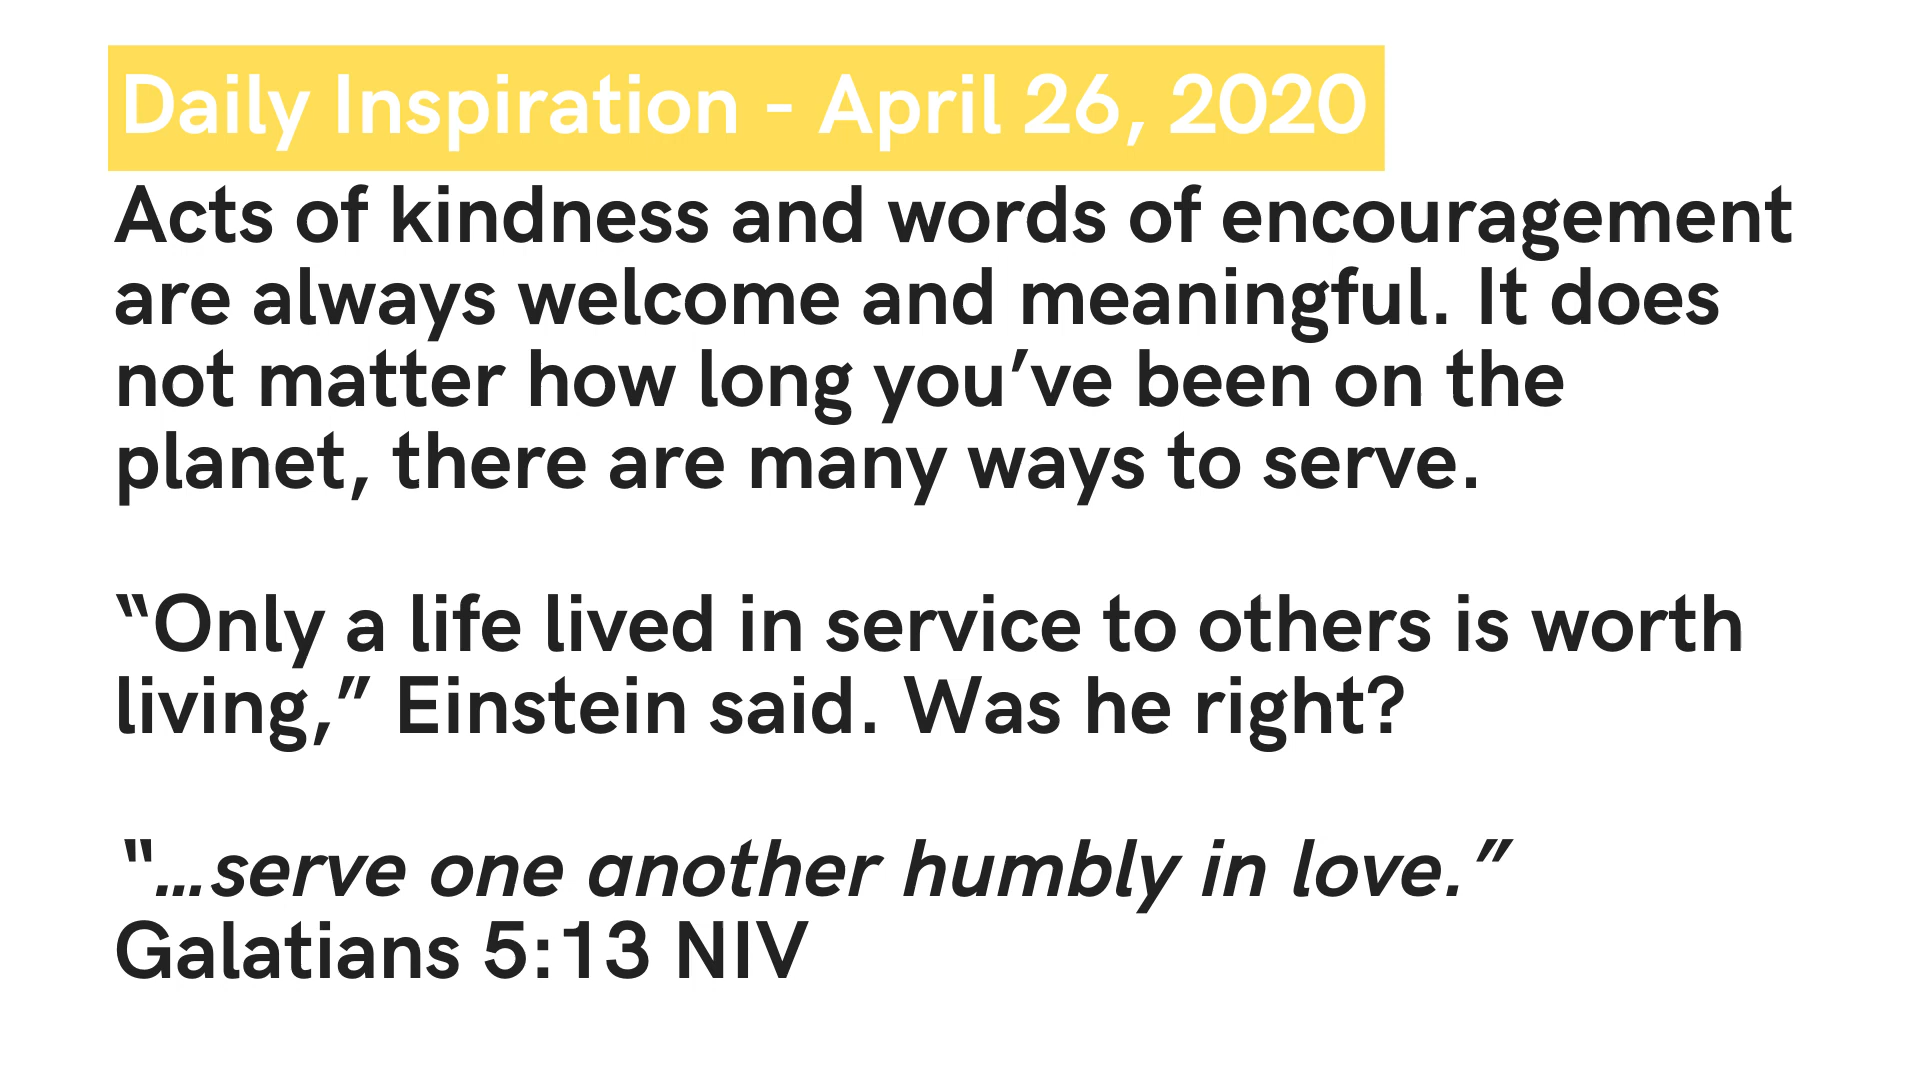 Daily Inspiration - April 26, 2020
Acts of kindness and words of encouragement
are always welcome and meaningful. It does
not matter how long you’ve been on the
planet, there are many ways to serve.
“Only a life lived in service to others is worth
living,” Einstein said. Was he right?
“…serve one another humbly in love.”
Galatians 5:13 NIV